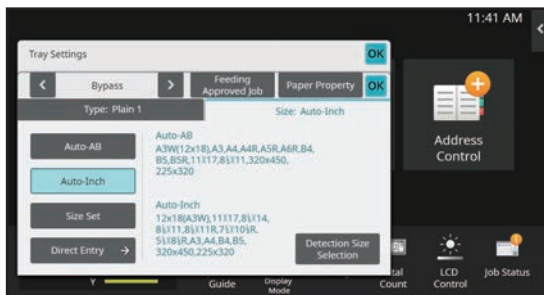 11:41 AM
Tray Settings
OK
Bypass
Feeding
Approved Job
Paper Property
OK
Type: Plain 1
Size: Auto-Inch
Auto-AB
Auto-AB
A3W(12x18),A3,A4,A4R,A5R,A6R,B4,
B5,B5R,11X17,8½X11,320x450,
225x320
Auto-Inch
Auto-Inch
12x18(A3W),11X17,8½X14,
8½X11,8½X11R,7¼X10½R,
5½X8½R,A3,A4,B4,B5,
320x450,225x320
Size Set
Direct Entry →
Detection Size
Selection
Address
Control
Y
Guide
Display
Mode
Count
LCD
Control
Job Status